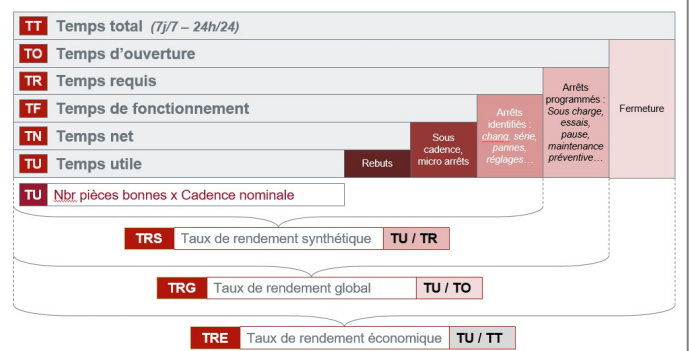 TT Temps total (7j/7 – 24h/24)
TO Temps d'ouverture
TR Temps requis
TF Temps de fonctionnement
TN Temps net
TU Temps utile
Rebuts
Sous
cadence,
micro arrêts
Arrêts
identifiés :
chang. série,
pannes,
réglages…
Arrêts
programmés :
Sous charge,
essais,
pause,
maintenance
préventive…
Fermeture
TU Nbr pièces bonnes x Cadence nominale
TRS Taux de rendement synthétique TU / TR
TRG Taux de rendement global TU / TO
TRE Taux de rendement économique TU / TT